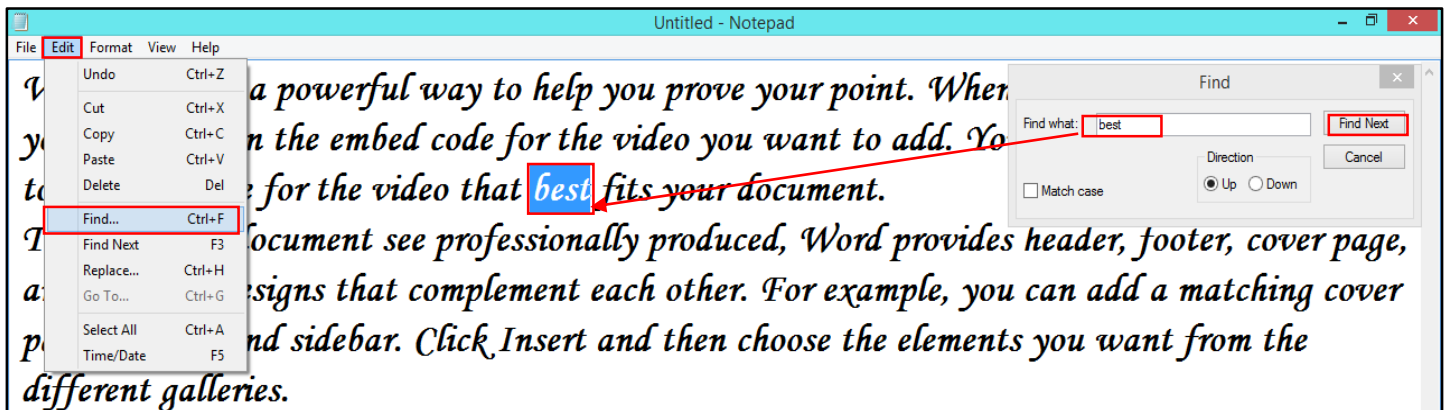 Untitled - Notepad
File Edit Format View Help
Undo Ctrl+Z
Cut Ctrl+X
Copy Ctrl+C
Paste Ctrl+V
Delete Del
Find... Ctrl+F
Find Next F3
Replace... Ctrl+H
Go To... Ctrl+G
Select All Ctrl+A
Time/Date F5
a powerful way to help you prove your point. When
n the embed code for the video you want to add. Yo
for the video that best fits your document.
ocument see professionally produced, Word provides header, footer, cover page,
signs that complement each other. For example, you can add a matching cover
nd sidebar. Click Insert and then choose the elements you want from the
different galleries.
Find
Find what: best Find Next
Direction Cancel
Match case Up Down